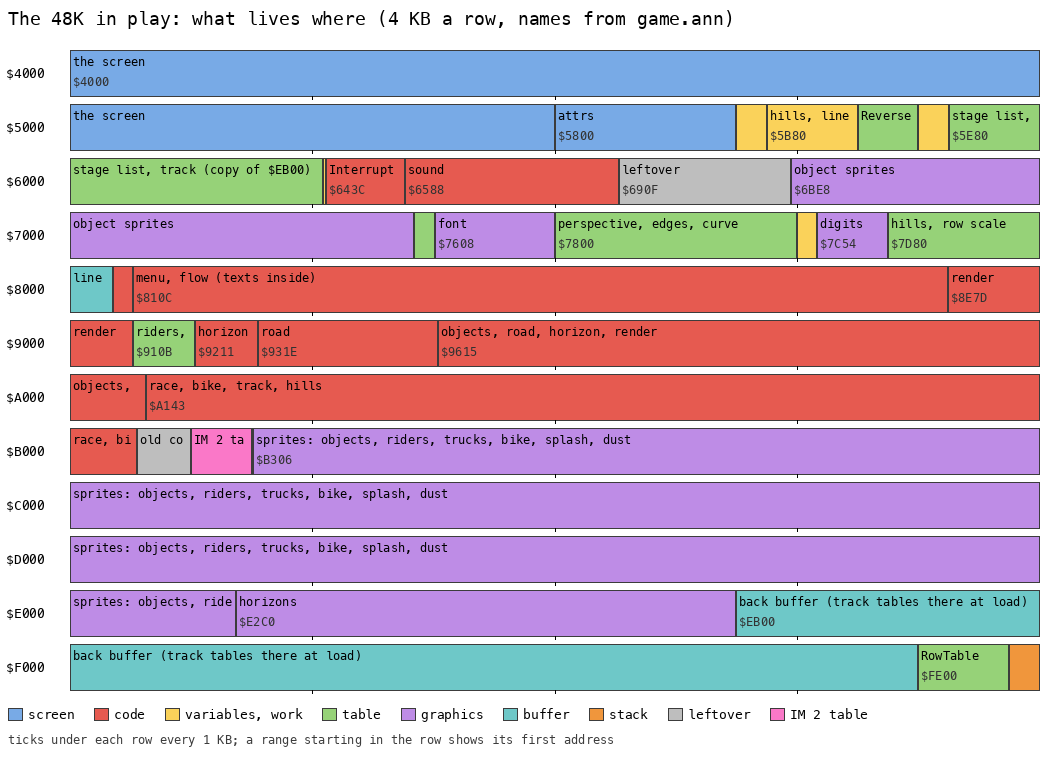 The 48K in play: what lives where (4 KB a row, names from game.ann)
$4000
the screen
$4000
$5000
the screen
attrs
$5800
hills, line
$5B80
Reverse
stage list,
$5E80
$6000
stage list, track (copy of $EB00)
Interrupt
$643C
sound
$6588
leftover
$690F
object sprites
$6BE8
$7000
object sprites
font
$7608
perspective, edges, curve
$7800
digits
$7C54
hills, row scale
$7D80
$8000
line
menu, flow (texts inside)
$810C
render
$8E7D
$9000
render
riders,
$910B
horizon
$9211
road
$931E
objects, road, horizon, render
$9615
$A000
objects,
race, bike, track, hills
$A143
$B000
race, bi
old co
IM 2 ta
sprites: objects, riders, trucks, bike, splash, dust
$B306
$C000
sprites: objects, riders, trucks, bike, splash, dust
$D000
sprites: objects, riders, trucks, bike, splash, dust
$E000
sprites: objects, ride
horizons
$E2C0
back buffer (track tables there at load)
$EB00
$F000
back buffer (track tables there at load)
RowTable
$FE00
screen code variables, work table graphics buffer stack leftover IM 2 table
ticks under each row every 1 KB; a range starting in the row shows its first address